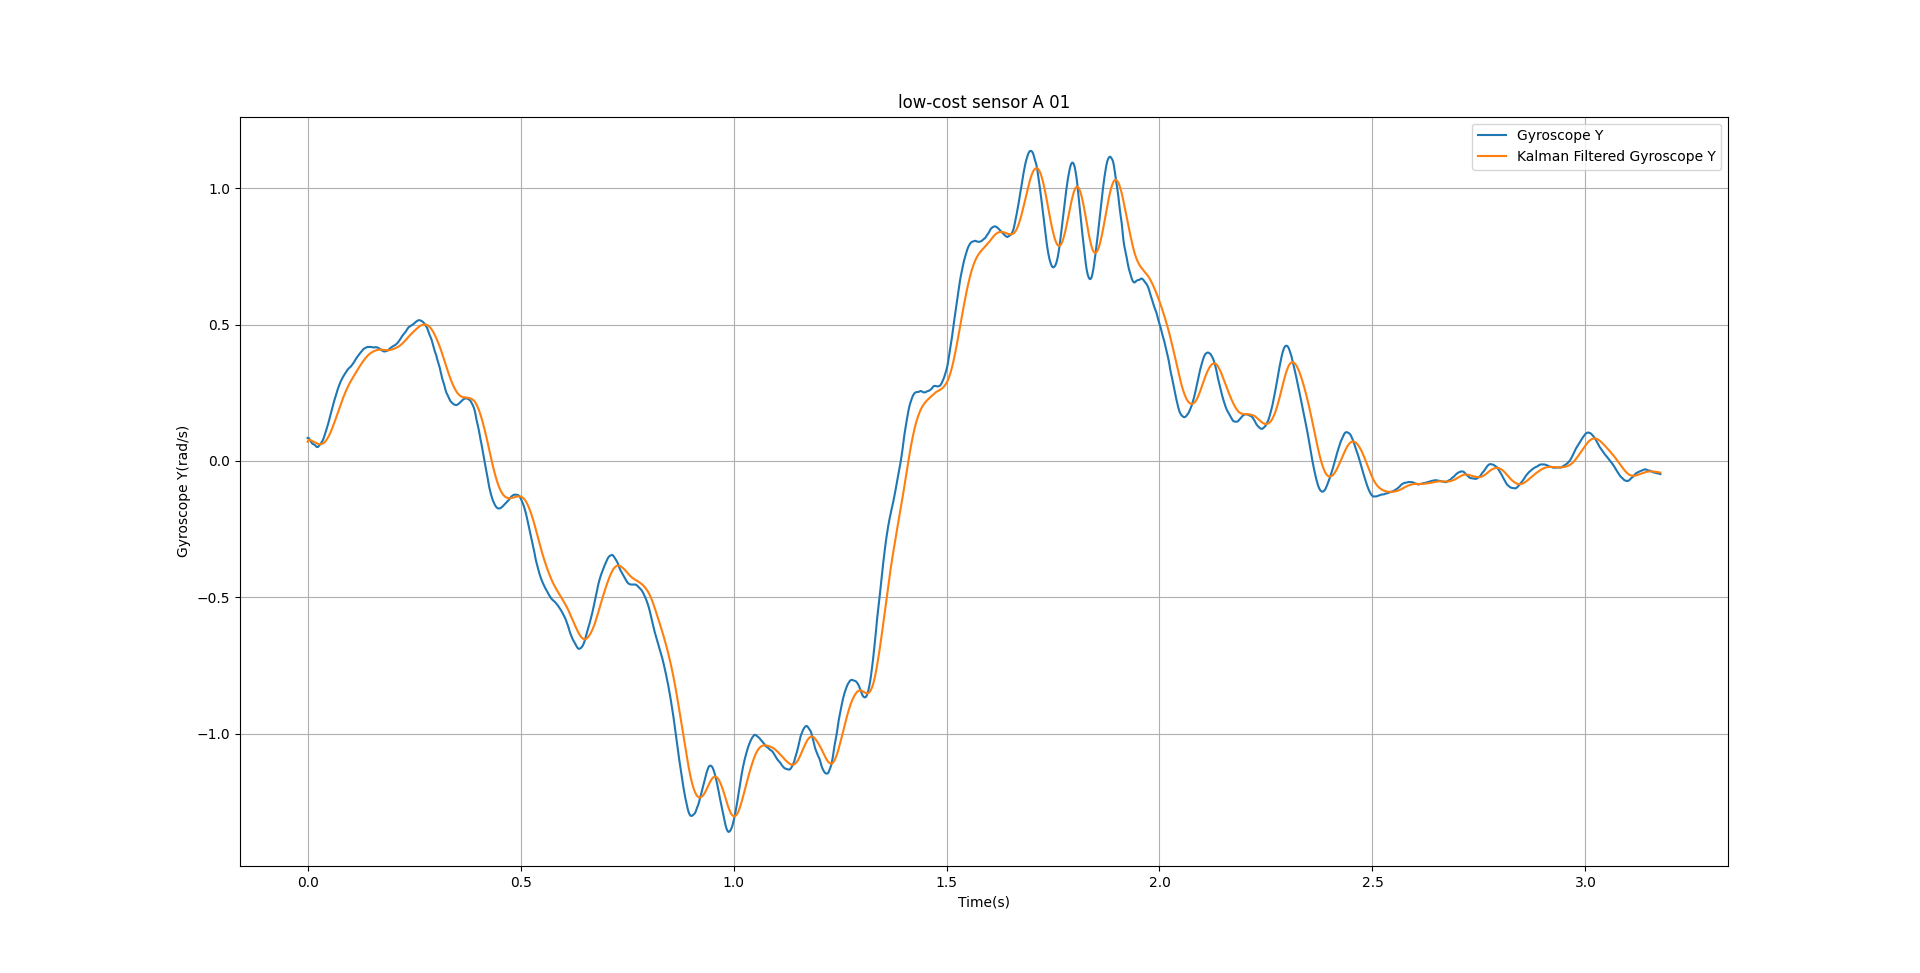 low-cost sensor A 01
Gyroscope Y
Kalman Filtered Gyroscope Y
Gyroscope Y(rad/s)
1.0
0.5
0.0
−0.5
−1.0
0.0 0.5 1.0 1.5 2.0 2.5 3.0
Time(s)